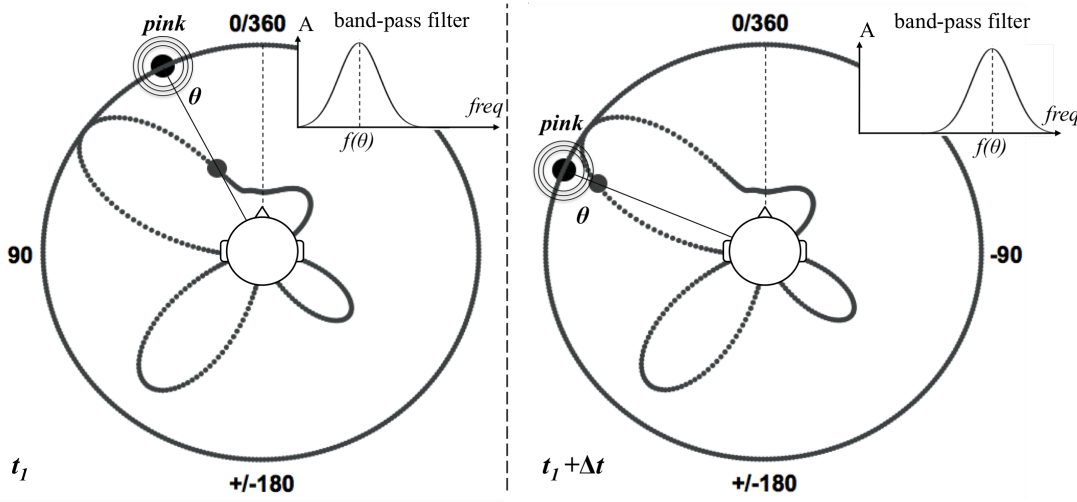 pink
0/360
A
band-pass filter
θ
freq
f(θ)
90
t₁
+/-180
0/360
A
band-pass filter
freq
f(θ)
pink
θ
-90
t₁ +Δt
+/-180